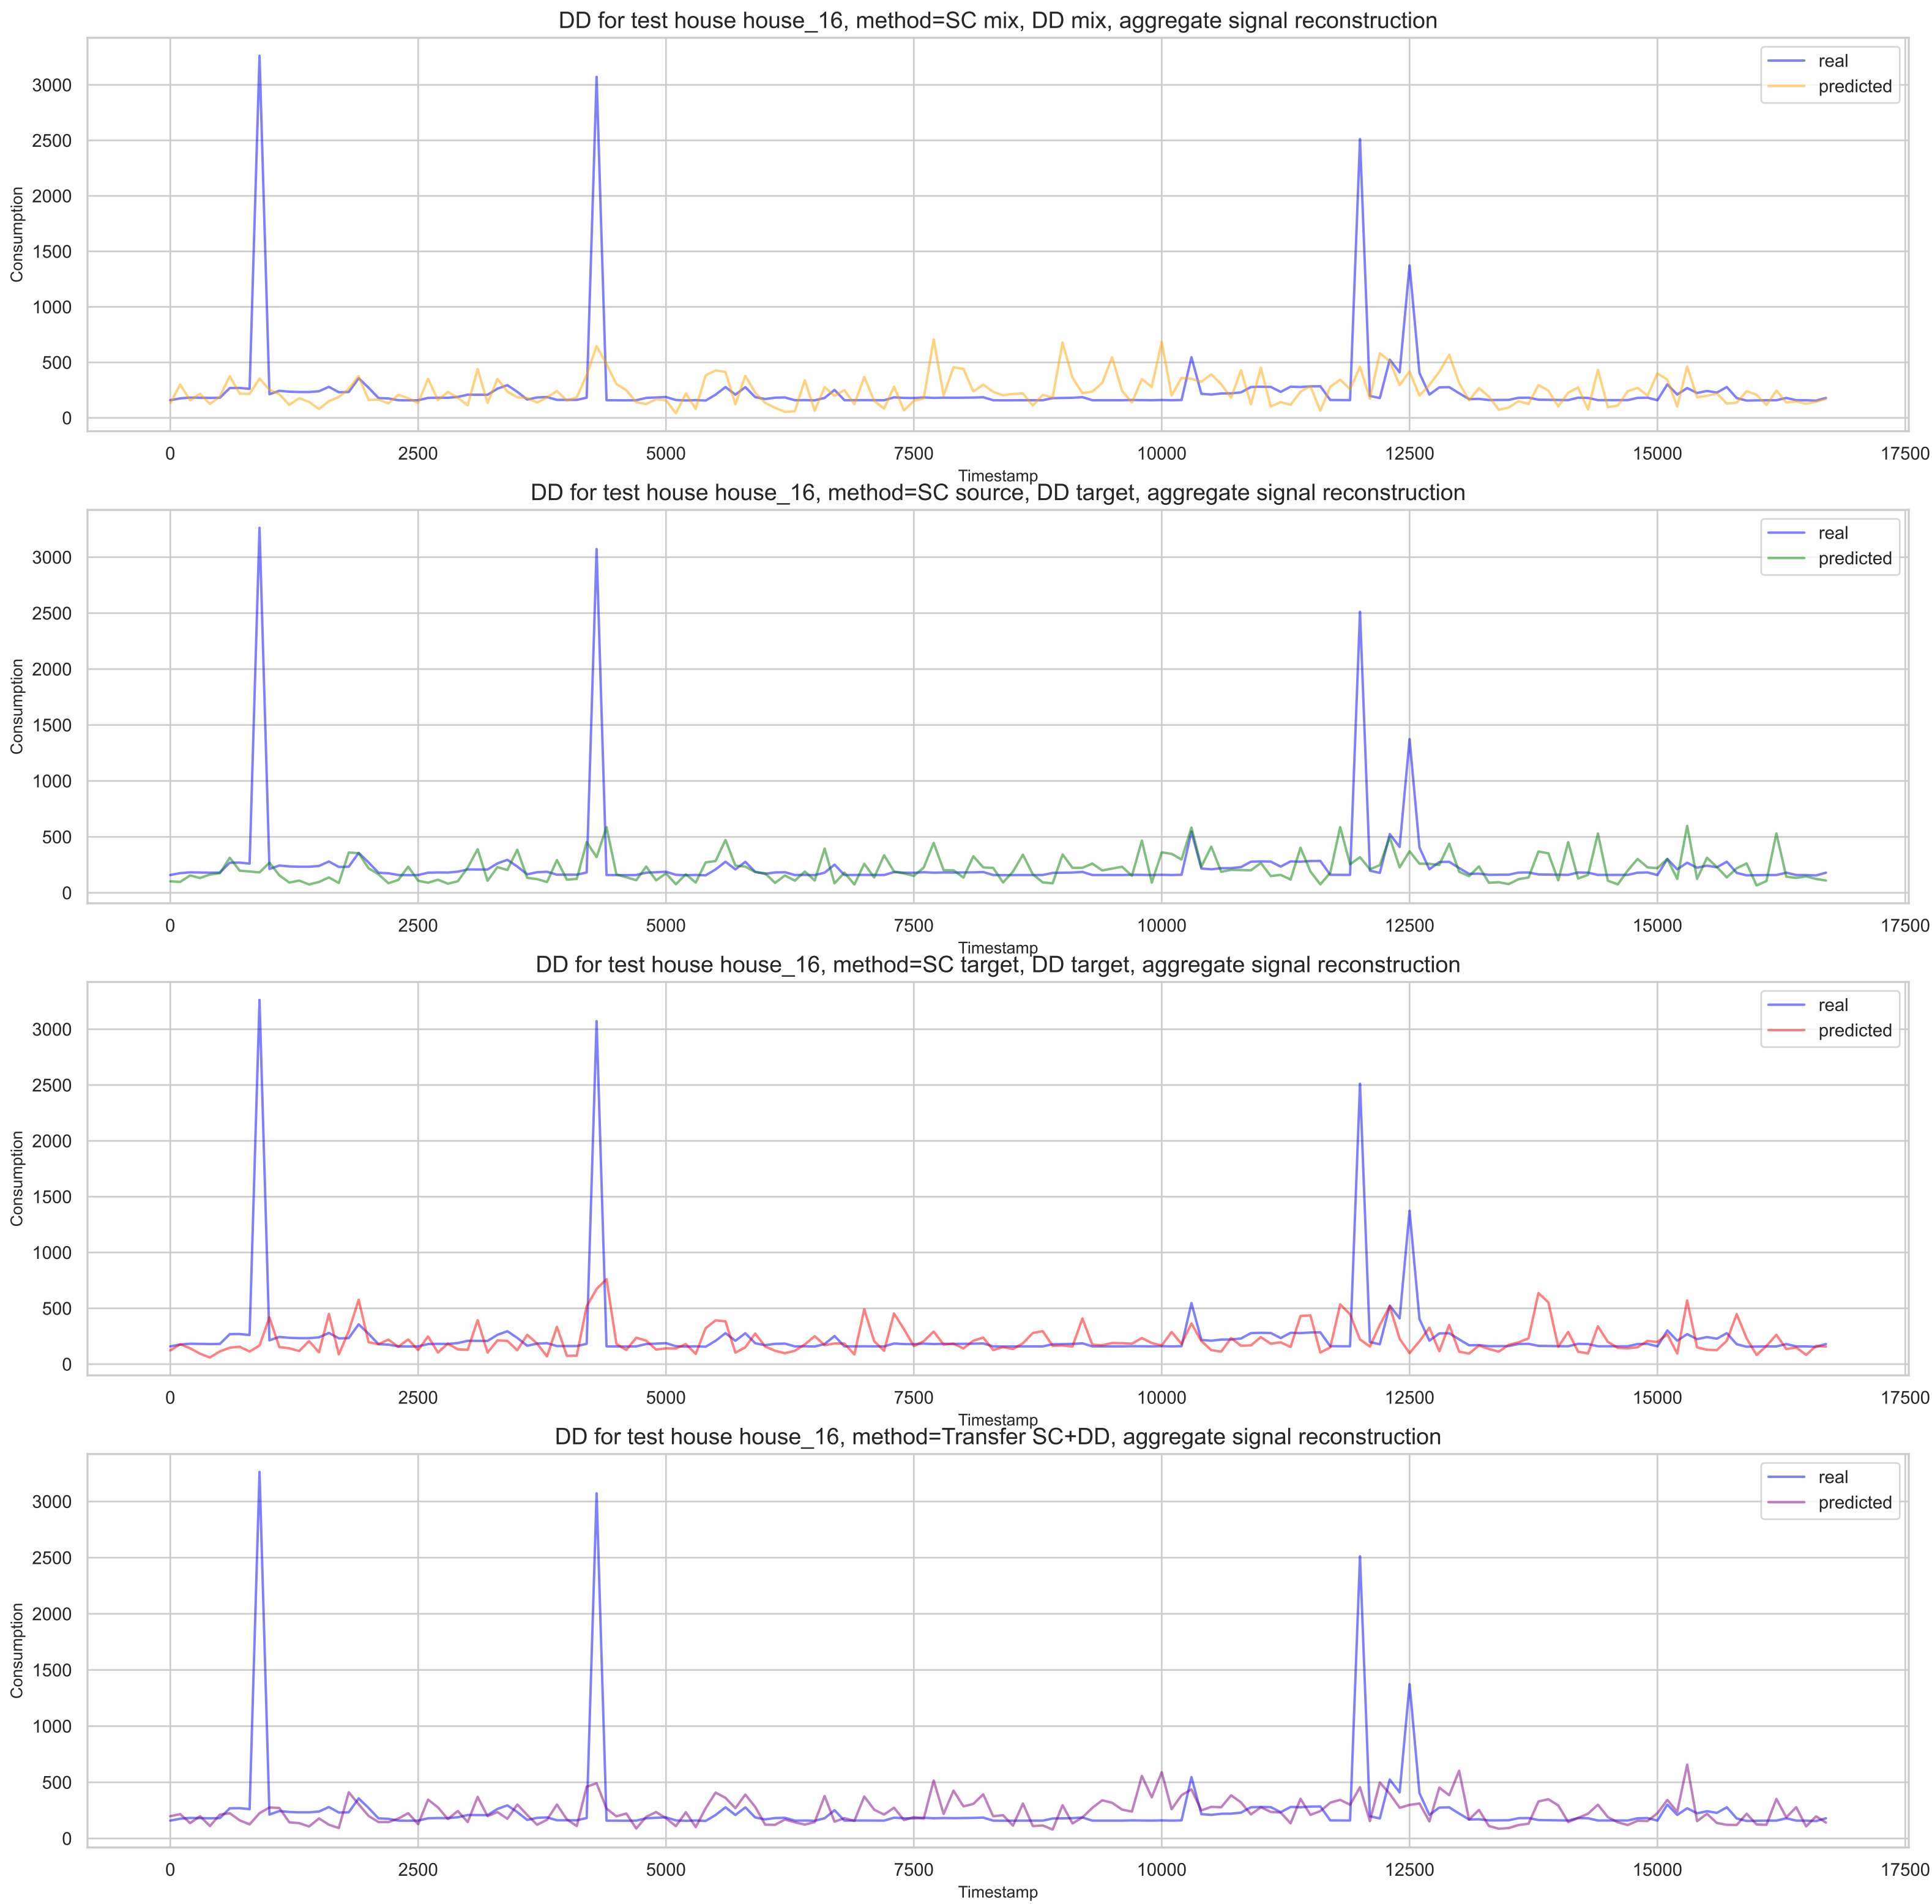 DD for test house house_16, method=SC mix, DD mix, aggregate signal reconstruction
real
predicted
3000
2500
2000
1500
1000
500
0
Consumption
0 2500 5000 7500 10000 12500 15000 17500
Timestamp
DD for test house house_16, method=SC source, DD target, aggregate signal reconstruction
real
predicted
3000
2500
2000
1500
1000
500
0
Consumption
0 2500 5000 7500 10000 12500 15000 17500
Timestamp
DD for test house house_16, method=SC target, DD target, aggregate signal reconstruction
real
predicted
3000
2500
2000
1500
1000
500
0
Consumption
0 2500 5000 7500 10000 12500 15000 17500
Timestamp
DD for test house house_16, method=Transfer SC+DD, aggregate signal reconstruction
real
predicted
3000
2500
2000
1500
1000
500
0
Consumption
0 2500 5000 7500 10000 12500 15000 17500
Timestamp